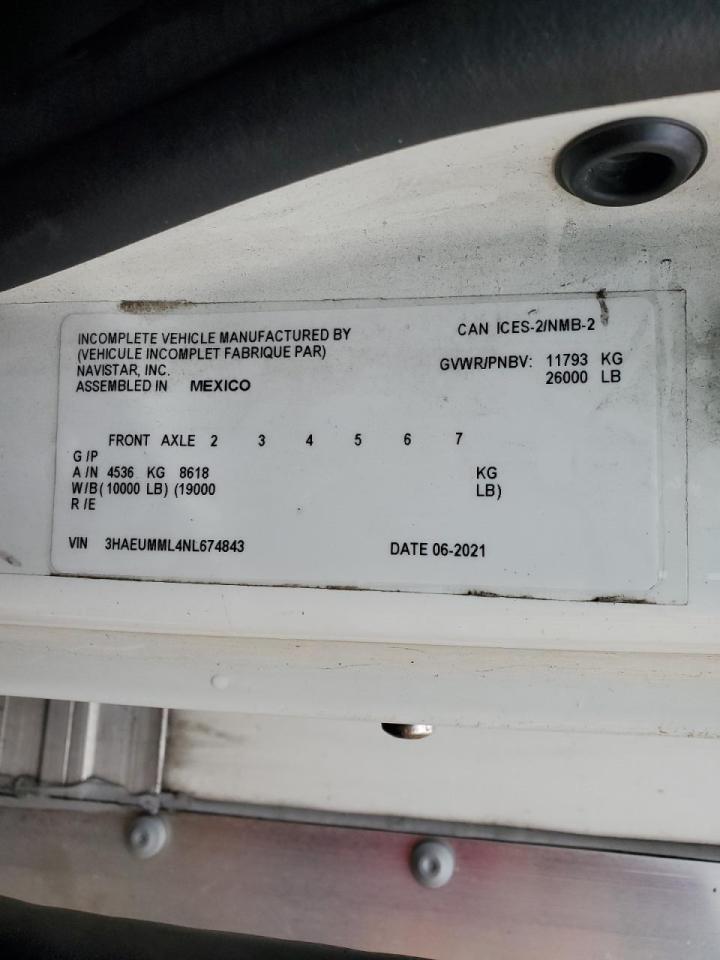 INCOMPLETE VEHICLE MANUFACTURED BY
(VEHICULE INCOMPLET FABRIQUE PAR)
NAVISTAR, INC.
ASSEMBLED IN MEXICO
CAN ICES-2/NMB-2
GVWR/PNBV: 11793 KG
26000 LB
FRONT AXLE 2 3 4 5 6 7
G /P
A /N 4536 KG 8618 KG
W/B( 10000 LB) (19000 LB)
R /E
VIN 3HAEUMML4NL674843
DATE 06-2021